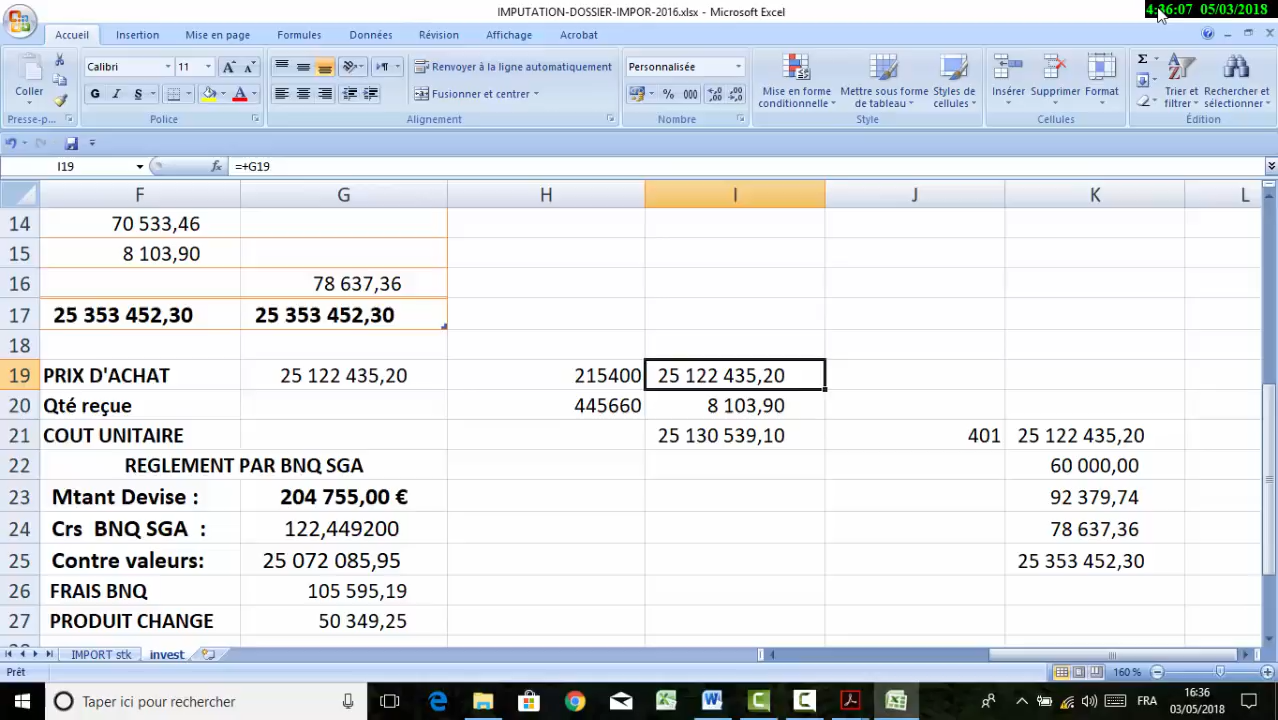 IMPUTATION-DOSSIER-IMPOR-2016.xlsx - Microsoft Excel
4:36:07 05/03/2018
Accueil Insertion Mise en page Formules Données Révision Affichage Acrobat
Coller
Calibri 11
Renvoyer à la ligne automatiquement
Personnalisée
G I S
Fusionner et centrer
% 000
Mise en forme conditionnelle
Mettre sous forme de tableau
Styles de cellules
Insérer Supprimer Format
Trier et filtrer
Rechercher et sélectionner
Presse-p... Police Alignement Nombre Style Cellules Édition
I19 fx =+G19
F G H I J K L
14 70 533,46
15 8 103,90
16 78 637,36
17 25 353 452,30 25 353 452,30
18
19 PRIX D'ACHAT 25 122 435,20 215400 25 122 435,20
20 Qté reçue 445660 8 103,90
21 COUT UNITAIRE 25 130 539,10 401 25 122 435,20
22 REGLEMENT PAR BNQ SGA 60 000,00
23 Mtant Devise : 204 755,00 € 92 379,74
24 Crs BNQ SGA : 122,449200 78 637,36
25 Contre valeurs: 25 072 085,95 25 353 452,30
26 FRAIS BNQ 105 595,19
27 PRODUIT CHANGE 50 349,25
IMPORT stk invest
Prêt 160 %
Taper ici pour rechercher
FRA
16:36
03/05/2018